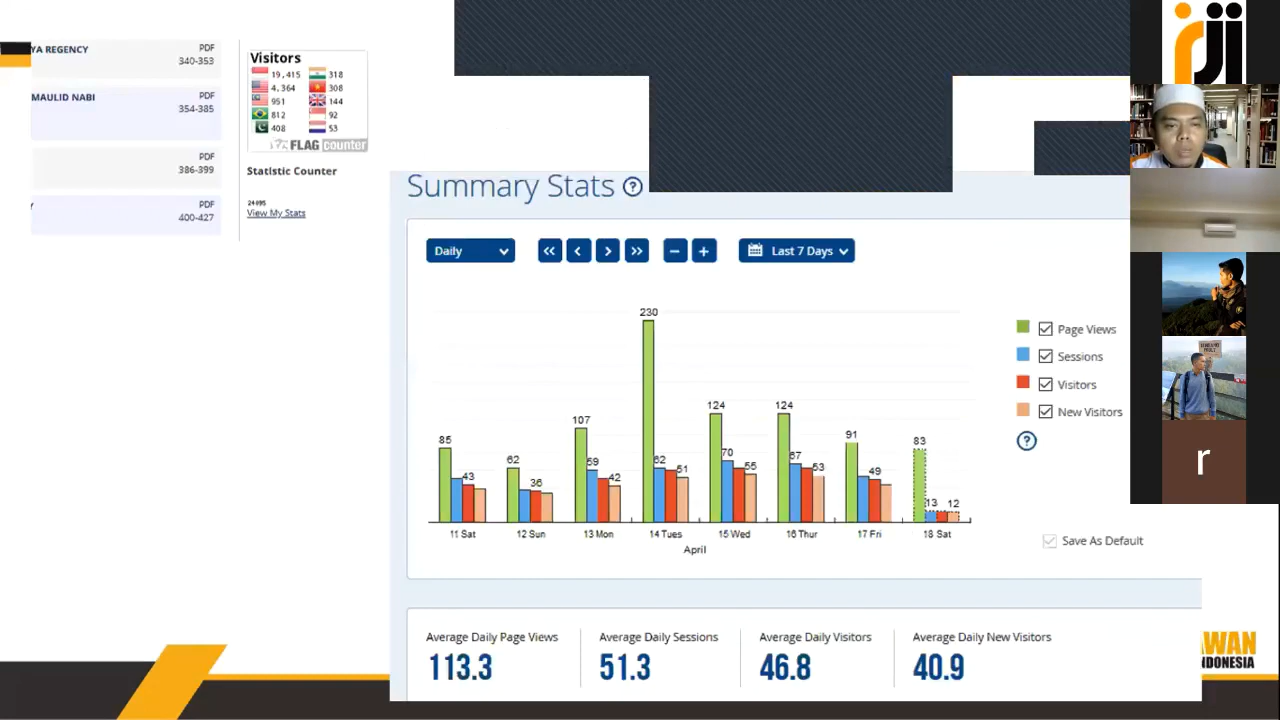 YA REGENCY
PDF
340-353
MAULID NABI
PDF
354-385
PDF
386-399
PDF
400-427
Visitors
19,415 318
4,364 308
951 144
812 92
408 53
FLAG counter
Statistic Counter
24095
View My Stats
Summary Stats ?
Daily
Last 7 Days
230
124 124
107
85 91
62 83
43 36 59 42 62 51 70 55 67 53 49 13 12
11 Sat 12 Sun 13 Mon 14 Tues 15 Wed 16 Thur 17 Fri 18 Sat
April
Page Views
Sessions
Visitors
New Visitors
?
Save As Default
Average Daily Page Views
113.3
Average Daily Sessions
51.3
Average Daily Visitors
46.8
Average Daily New Visitors
40.9
rji
r
AWAN
INDONESIA